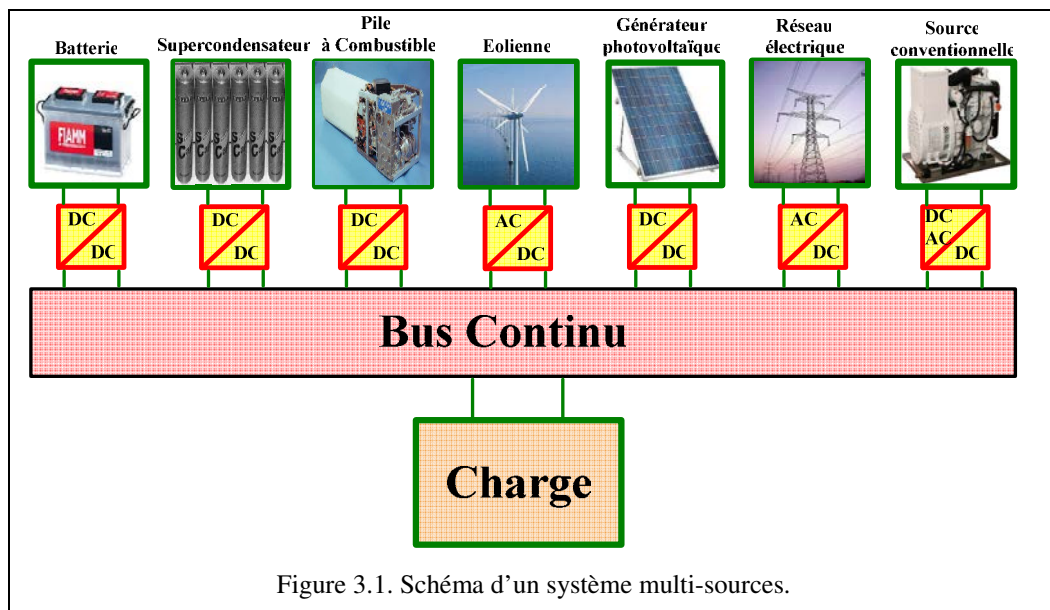 Batterie
Supercondensateur
Pile
à Combustible
Eolienne
Générateur
photovoltaïque
Réseau
électrique
Source
conventionnelle
FIAMM
S S S S S S
C C C C C C
DC
DC
DC
DC
DC
DC
AC
DC
DC
DC
AC
DC
DC
AC
DC
Bus Continu
Charge
Figure 3.1. Schéma d'un système multi-sources.